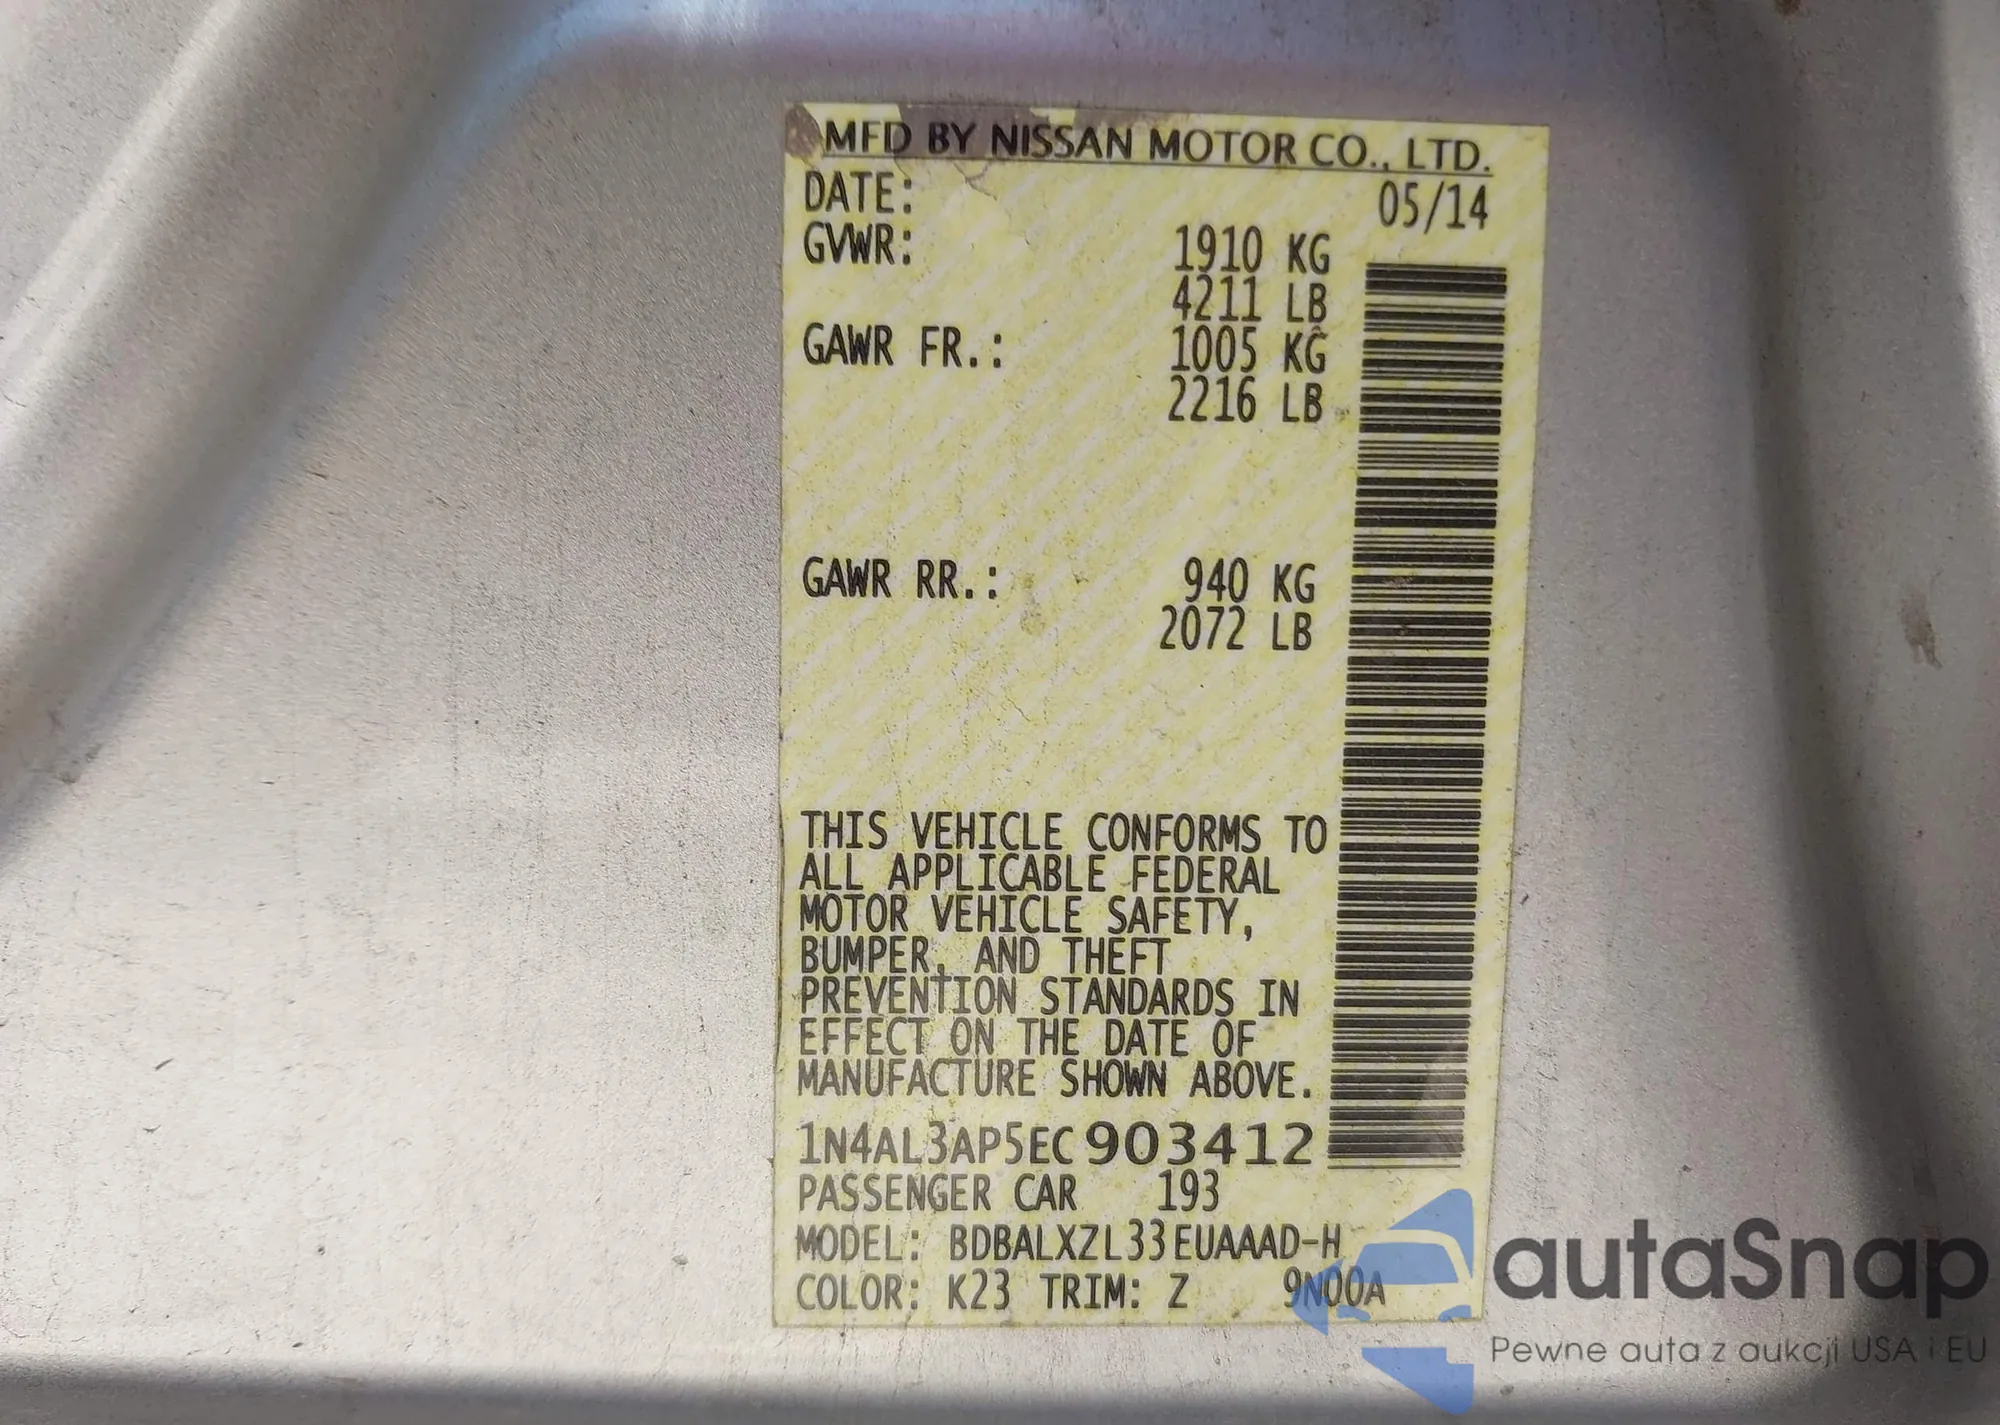 MFD BY NISSAN MOTOR CO., LTD.
DATE: 05/14
GVWR: 1910 KG
4211 LB
GAWR FR.: 1005 KG
2216 LB
GAWR RR.: 940 KG
2072 LB
THIS VEHICLE CONFORMS TO
ALL APPLICABLE FEDERAL
MOTOR VEHICLE SAFETY,
BUMPER, AND THEFT
PREVENTION STANDARDS IN
EFFECT ON THE DATE OF
MANUFACTURE SHOWN ABOVE.
1N4AL3AP5EC903412
PASSENGER CAR 193
MODEL: BDBALXZL33EUAAAD-H
COLOR: K23 TRIM: Z 9N00A
autaSnap
Pewne auta z aukcji USA i EU